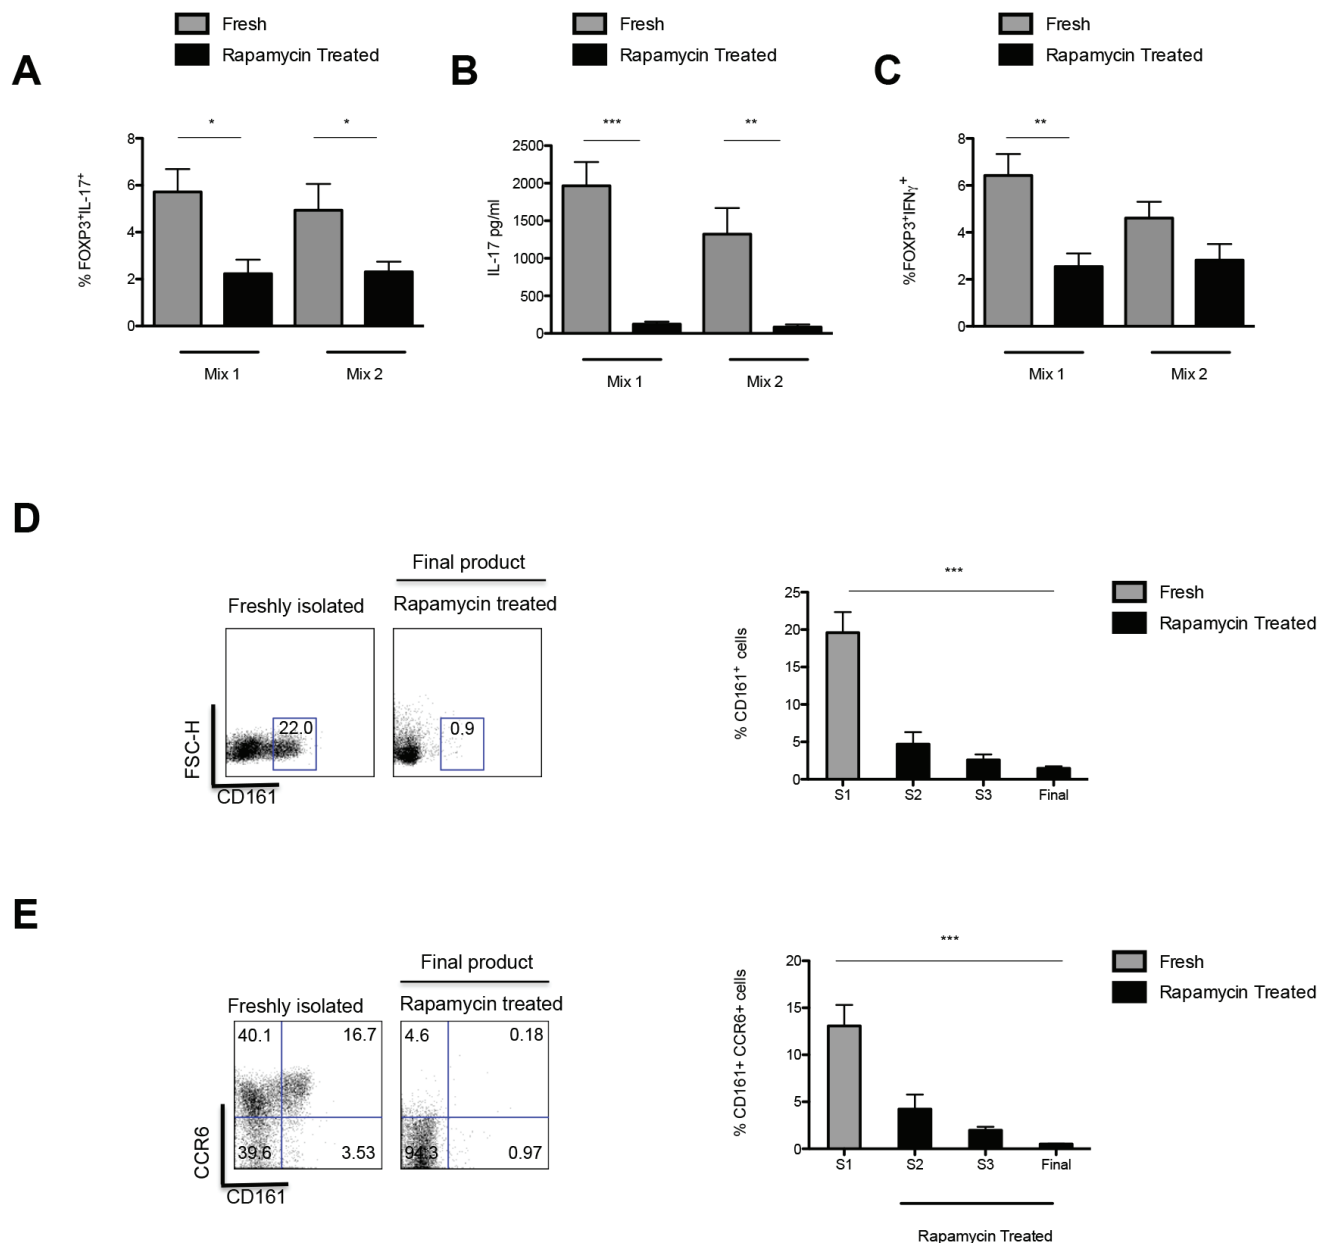 A
Fresh
Rapamycin Treated
*
*
% FOXP3⁺IL-17⁺
8
6
4
2
0
Mix 1
Mix 2
B
Fresh
Rapamycin Treated
***
**
IL-17 pg/ml
2500
2000
1500
1000
500
0
Mix 1
Mix 2
C
Fresh
Rapamycin Treated
**
%FOXP3⁺IFNγ⁺
8
6
4
2
0
Mix 1
Mix 2
D
Final product
Freshly isolated
Rapamycin treated
22.0
0.9
FSC-H
CD161
***
Fresh
Rapamycin Treated
% CD161⁺ cells
25
20
15
10
5
0
S1
S2
S3
Final
E
Final product
Freshly isolated
Rapamycin treated
40.1
16.7
39.6
3.53
4.6
0.18
94.3
0.97
CCR6
CD161
***
Fresh
Rapamycin Treated
% CD161+ CCR6+ cells
20
15
10
5
0
S1
S2
S3
Final
Rapamycin Treated